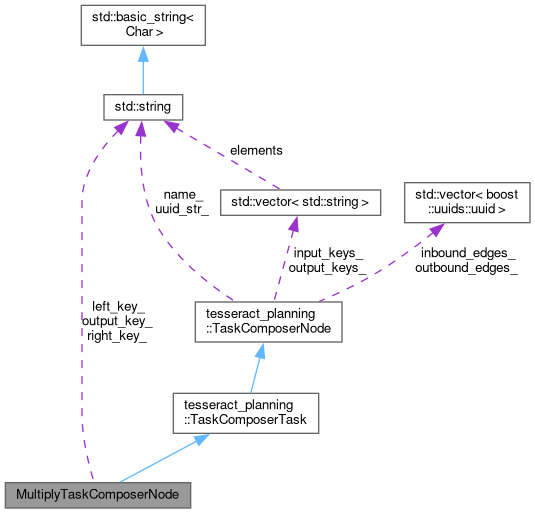 std::basic_string<
Char >
std::string
elements
name_
uuid_str_
std::vector< std::string >
std::vector< boost
::uuids::uuid >
input_keys_
output_keys_
inbound_edges_
outbound_edges_
left_key_
output_key_
right_key_
tesseract_planning
::TaskComposerNode
tesseract_planning
::TaskComposerTask
MultiplyTaskComposerNode